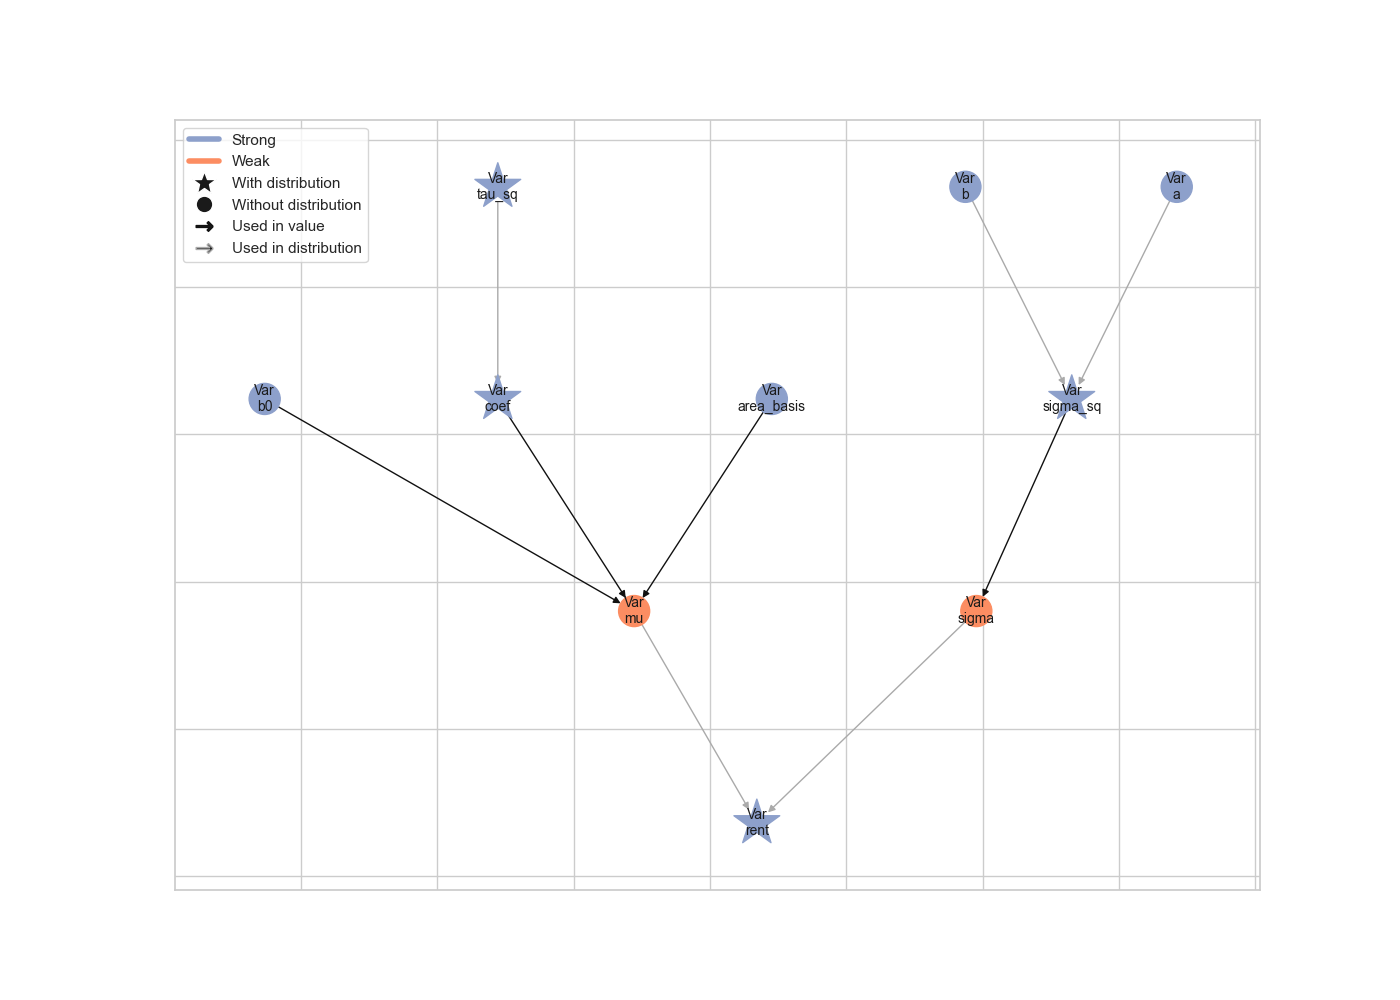 Strong
Weak
With distribution
Without distribution
Used in value
Used in distribution
Var
tau_sq
Var
b
Var
a
Var
b0
Var
coef
Var
area_basis
Var
sigma_sq
Var
mu
Var
sigma
Var
rent